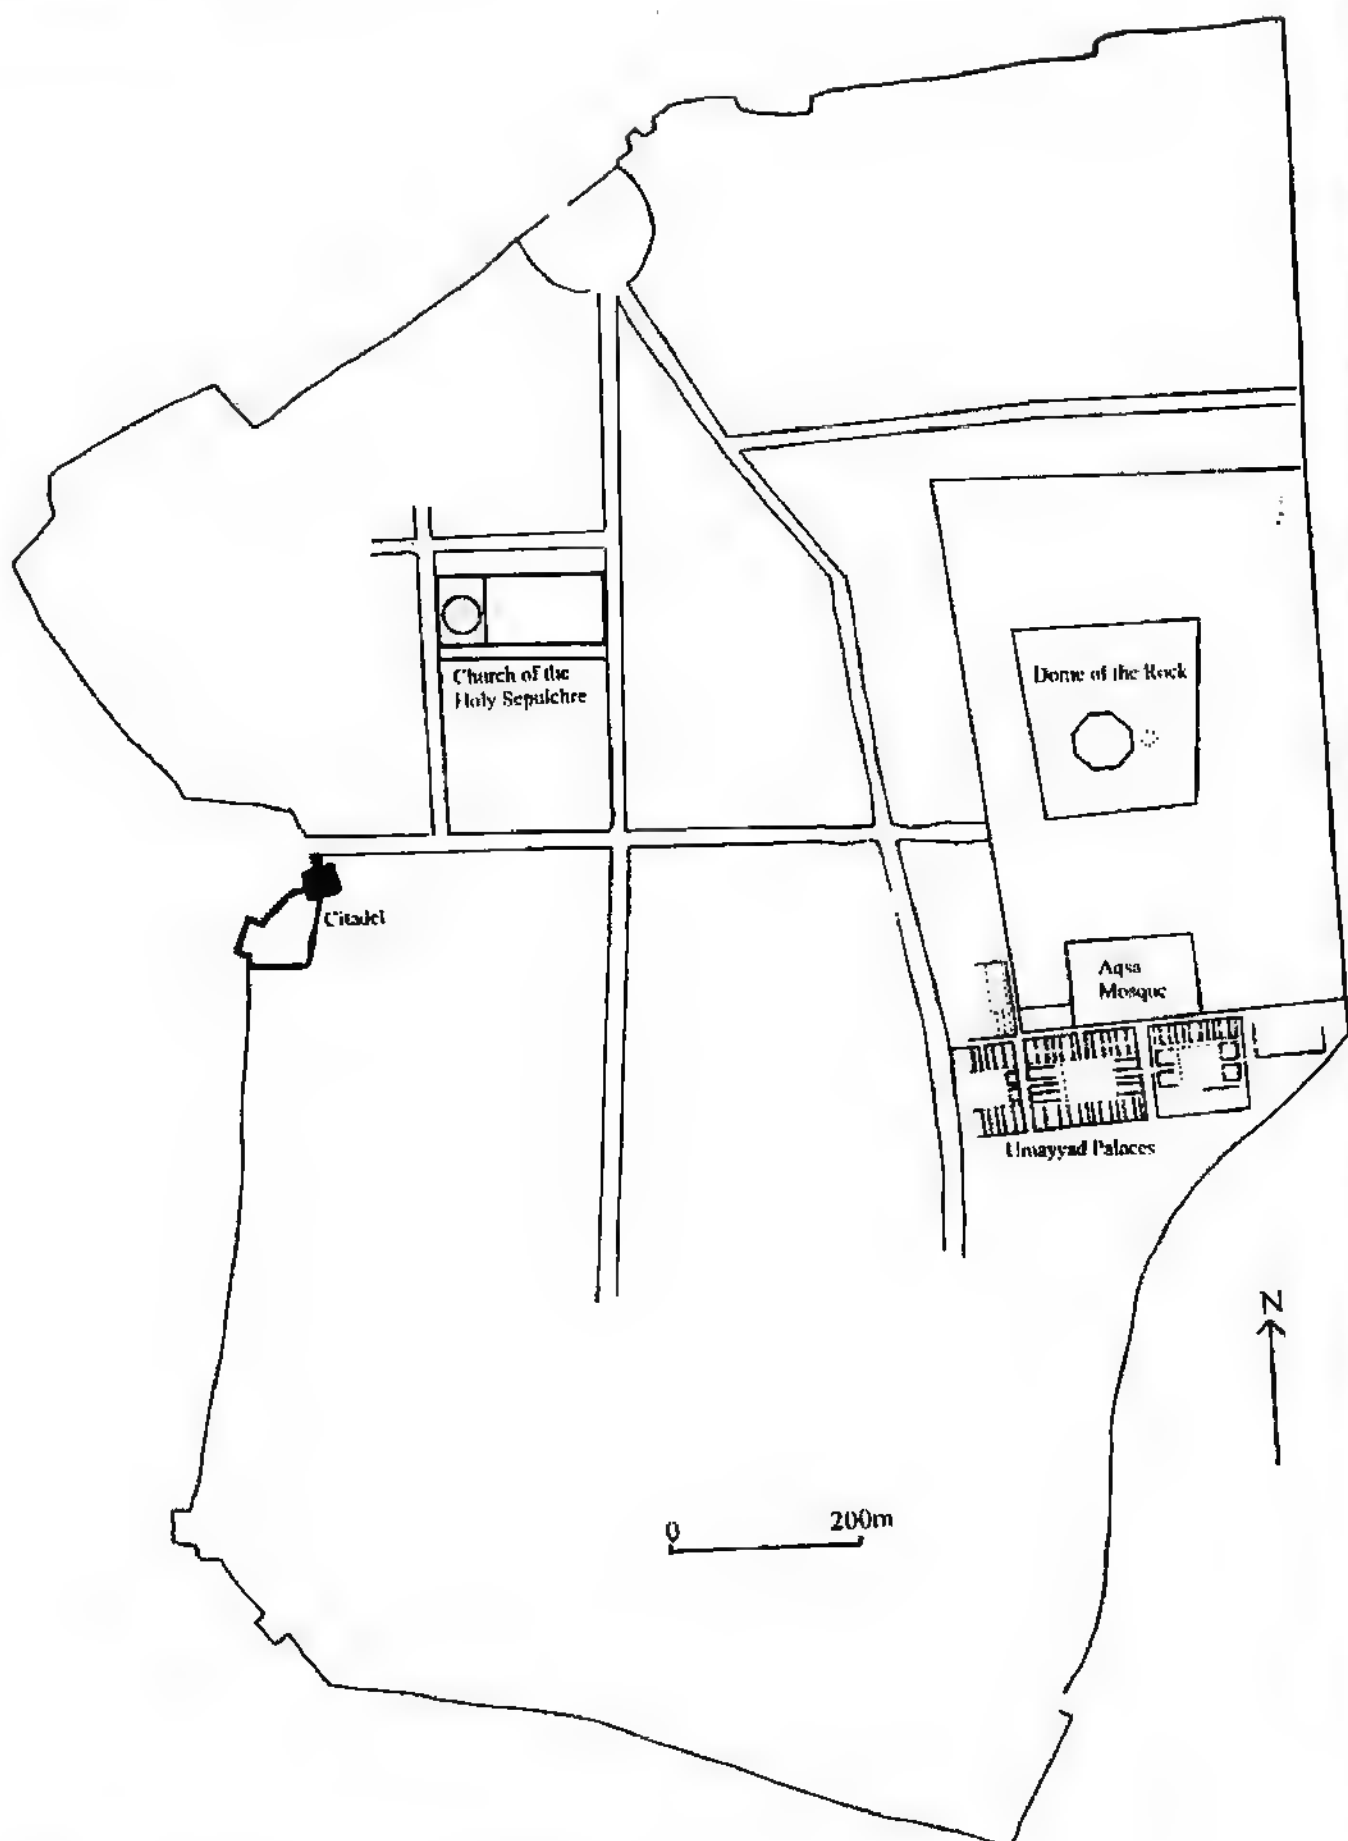 Church of the
Holy Sepulchre
Dome of the Rock
Citadel
Aqsa
Mosque
Umayyad Palaces
N
0 200m